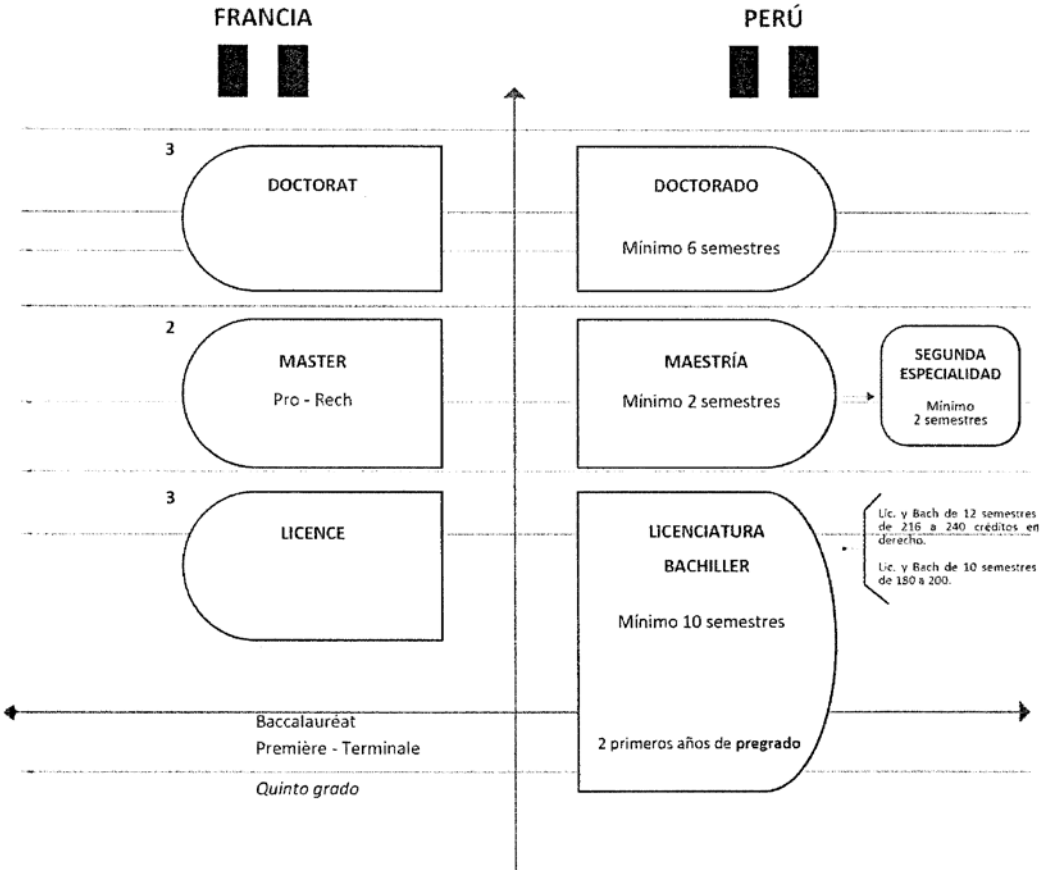 FRANCIA
PERÚ
3
DOCTORAT
DOCTORADO
Mínimo 6 semestres
2
MASTER
Pro - Rech
MAESTRÍA
Mínimo 2 semestres
SEGUNDA
ESPECIALIDAD
Mínimo
2 semestres
3
LICENCE
LICENCIATURA
BACHILLER
Mínimo 10 semestres
Lic. y Bach de 12 semestres
de 216 a 240 créditos en
derecho.
Lic. y Bach de 10 semestres
de 180 a 200.
Baccalauréat
Première - Terminale
2 primeros años de pregrado
Quinto grado